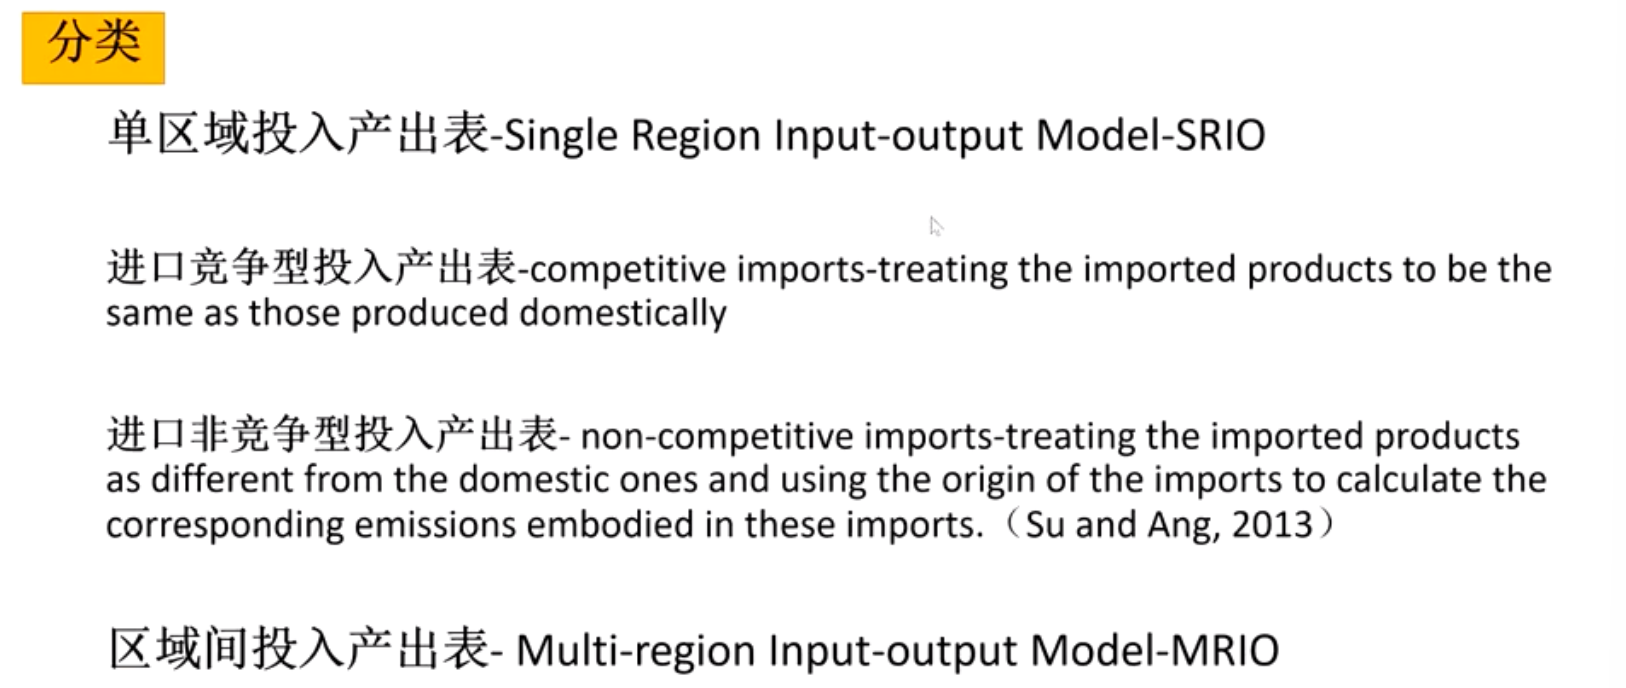 分类
单区域投入产出表-Single Region Input-output Model-SRIO
进口竞争型投入产出表-competitive imports-treating the imported products to be the
same as those produced domestically
进口非竞争型投入产出表- non-competitive imports-treating the imported products
as different from the domestic ones and using the origin of the imports to calculate the
corresponding emissions embodied in these imports.（Su and Ang, 2013）
区域间投入产出表- Multi-region Input-output Model-MRIO